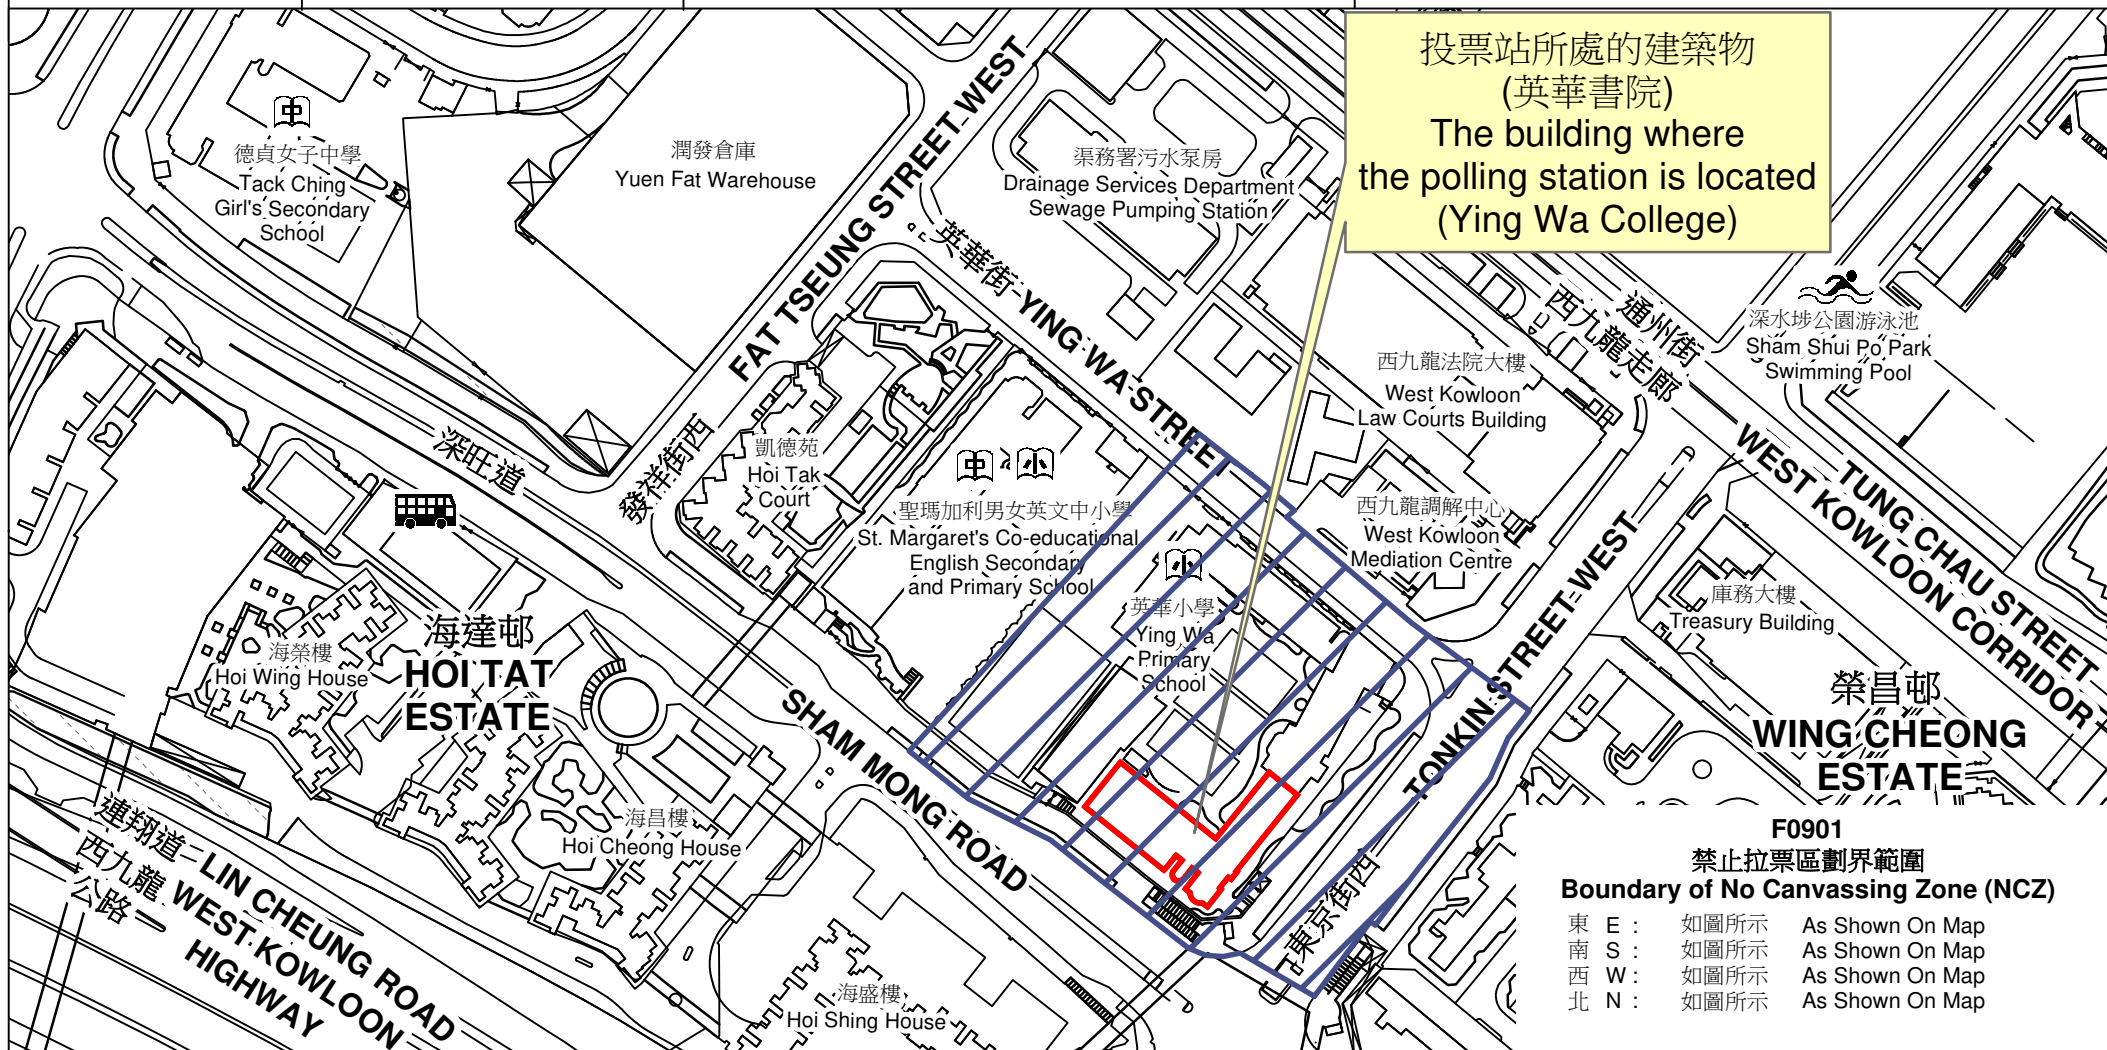 投票站所處的建築物
(英華書院)
The building where
the polling station is located
(Ying Wa College)
中
德貞女子中學
Tack Ching
Girl's Secondary
School
潤發倉庫
Yuen Fat Warehouse
FAT TSEUNG STREET WEST
發祥街西
渠務署污水泵房
Drainage Services Department
Sewage Pumping Station
英華街
YING WA STREET
通州街
西九龍走廊
深水埗公園游泳池
Sham Shui Po Park
Swimming Pool
西九龍法院大樓
West Kowloon
Law Courts Building
TUNG CHAU STREET
WEST KOWLOON CORRIDOR
深旺道
凱德苑
Hoi Tak
Court
中
小
聖瑪加利男女英文中小學
St. Margaret's Co-educational
English Secondary
and Primary School
西九龍調解中心
West Kowloon
Mediation Centre
小
英華小學
Ying Wa
Primary
School
TONKIN STREET WEST
東京街西
庫務大樓
Treasury Building
榮昌邨
WING CHEONG
ESTATE
海達邨
HOI TAT
ESTATE
海榮樓
Hoi Wing House
SHAM MONG ROAD
海昌樓
Hoi Cheong House
海盛樓
Hoi Shing House
連翔道
LIN CHEUNG ROAD
西九龍
公路
WEST KOWLOON
HIGHWAY
F0901
禁止拉票區劃界範圍
Boundary of No Canvassing Zone (NCZ)
東 E : 如圖所示 As Shown On Map
南 S : 如圖所示 As Shown On Map
西 W : 如圖所示 As Shown On Map
北 N : 如圖所示 As Shown On Map